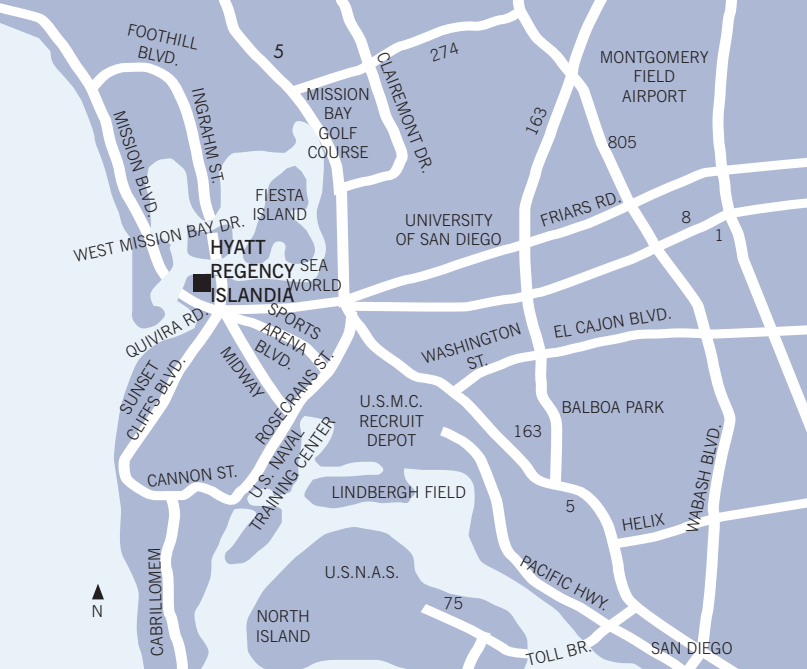 FOOTHILL
BLVD.
5
274
MONTGOMERY
FIELD
AIRPORT
MISSION
BAY
GOLF
COURSE
CLAIREMONT DR.
INGRAHM ST.
MISSION BLVD.
163
805
FIESTA
ISLAND
UNIVERSITY
OF SAN DIEGO
FRIARS RD.
8
1
WEST MISSION BAY DR.
HYATT
REGENCY
ISLANDIA
SEA
WORLD
QUIVIRA RD.
SPORTS
ARENA
BLVD.
MIDWAY
SUNSET
CLIFFS BLVD.
ROSECRANS ST.
WASHINGTON
ST.
EL CAJON BLVD.
U.S.M.C.
RECRUIT
DEPOT
BALBOA PARK
163
U.S. NAVAL
TRAINING CENTER
WABASH BLVD.
CANNON ST.
LINDBERGH FIELD
5
HELIX
CABRILLOMEM
U.S.N.A.S.
PACIFIC HWY.
N
75
NORTH
ISLAND
TOLL BR.
SAN DIEGO